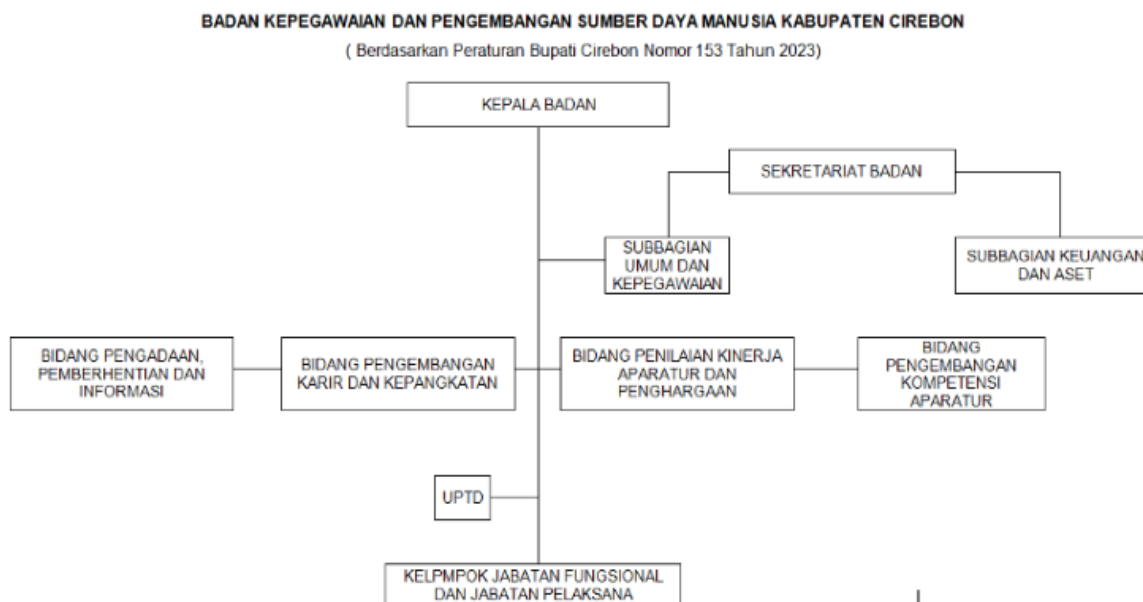 BADAN KEPEGAWAIAN DAN PENGEMBANGAN SUMBER DAYA MANUSIA KABUPATEN CIREBON
( Berdasarkan Peraturan Bupati Cirebon Nomor 153 Tahun 2023)
KEPALA BADAN
SEKRETARIAT BADAN
SUBBAGIAN
UMUM DAN
KEPEGAWAIAN
SUBBAGIAN KEUANGAN
DAN ASET
BIDANG PENGADAAN,
PEMBERHENTIAN DAN
INFORMASI
BIDANG PENGEMBANGAN
KARIR DAN KEPANGKATAN
BIDANG PENILAIAN KINERJA
APARATUR DAN
PENGHARGAAN
BIDANG
PENGEMBANGAN
KOMPETENSI
APARATUR
UPTD
KELPMPOK JABATAN FUNGSIONAL
DAN JABATAN PELAKSANA